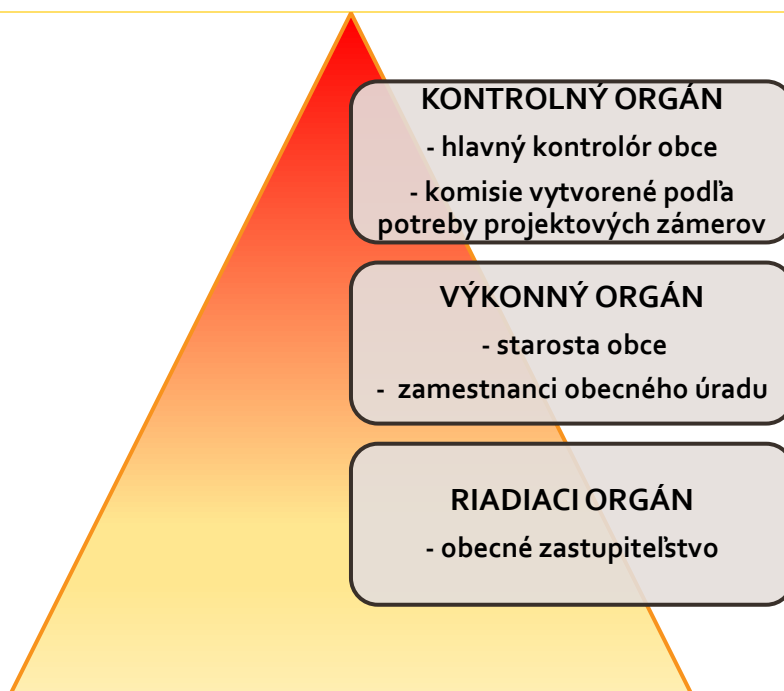 KONTROLNÝ ORGÁN
- hlavný kontrolór obce
- komisie vytvorené podľa
potreby projektových zámerov
VÝKONNÝ ORGÁN
- starosta obce
- zamestnanci obecného úradu
RIADIACI ORGÁN
- obecné zastupiteľstvo